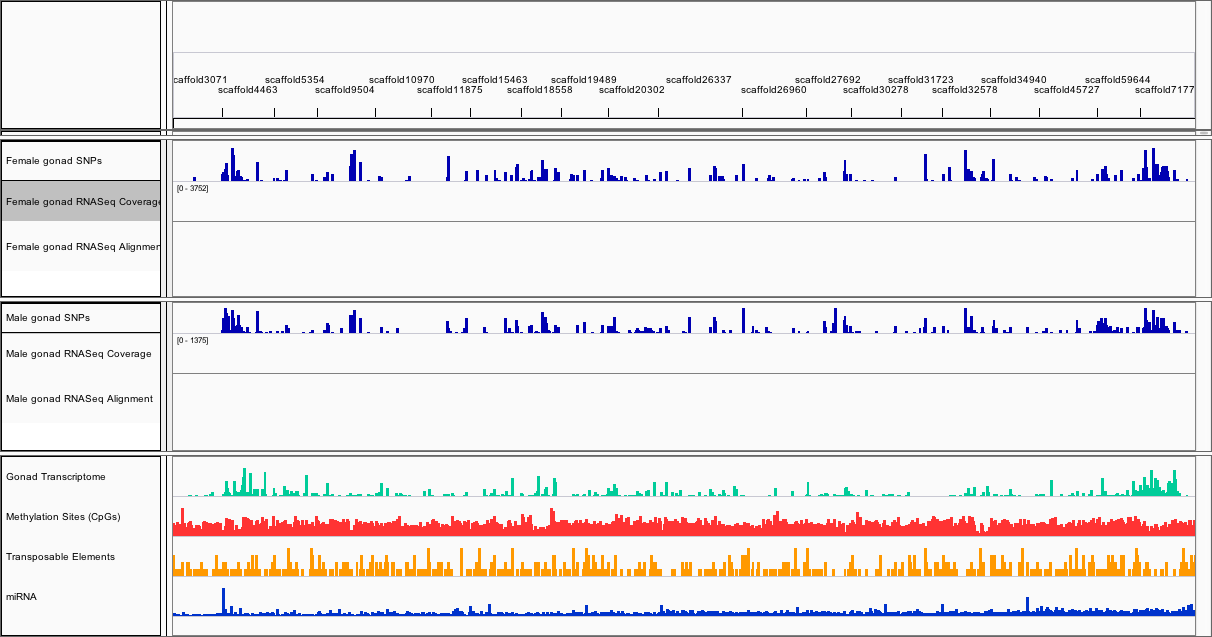 caffold3071 scaffold5354 scaffold10970 scaffold15463 scaffold19489 scaffold26337 scaffold27692 scaffold31723 scaffold34940 scaffold59644
scaffold4463 scaffold9504 scaffold11875 scaffold18558 scaffold20302 scaffold26960 scaffold30278 scaffold32578 scaffold45727 scaffold7177
Female gonad SNPs
[0 - 3752]
Female gonad RNASeq Coverage
Female gonad RNASeq Alignmen
Male gonad SNPs
[0 - 1375]
Male gonad RNASeq Coverage
Male gonad RNASeq Alignment
Gonad Transcriptome
Methylation Sites (CpGs)
Transposable Elements
miRNA